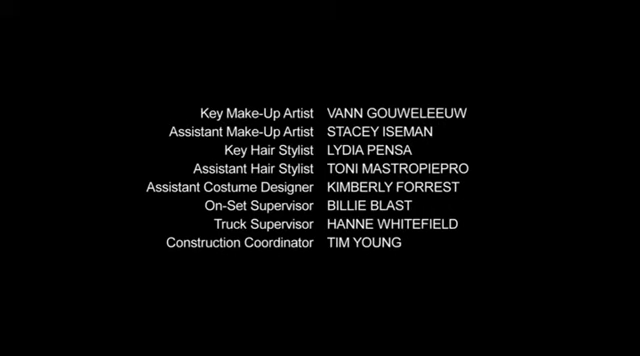 Key Make-Up Artist VANN GOUWELEEUW
Assistant Make-Up Artist STACEY ISEMAN
Key Hair Stylist LYDIA PENSA
Assistant Hair Stylist TONI MASTROPIEPRO
Assistant Costume Designer KIMBERLY FORREST
On-Set Supervisor BILLIE BLAST
Truck Supervisor HANNE WHITEFIELD
Construction Coordinator TIM YOUNG